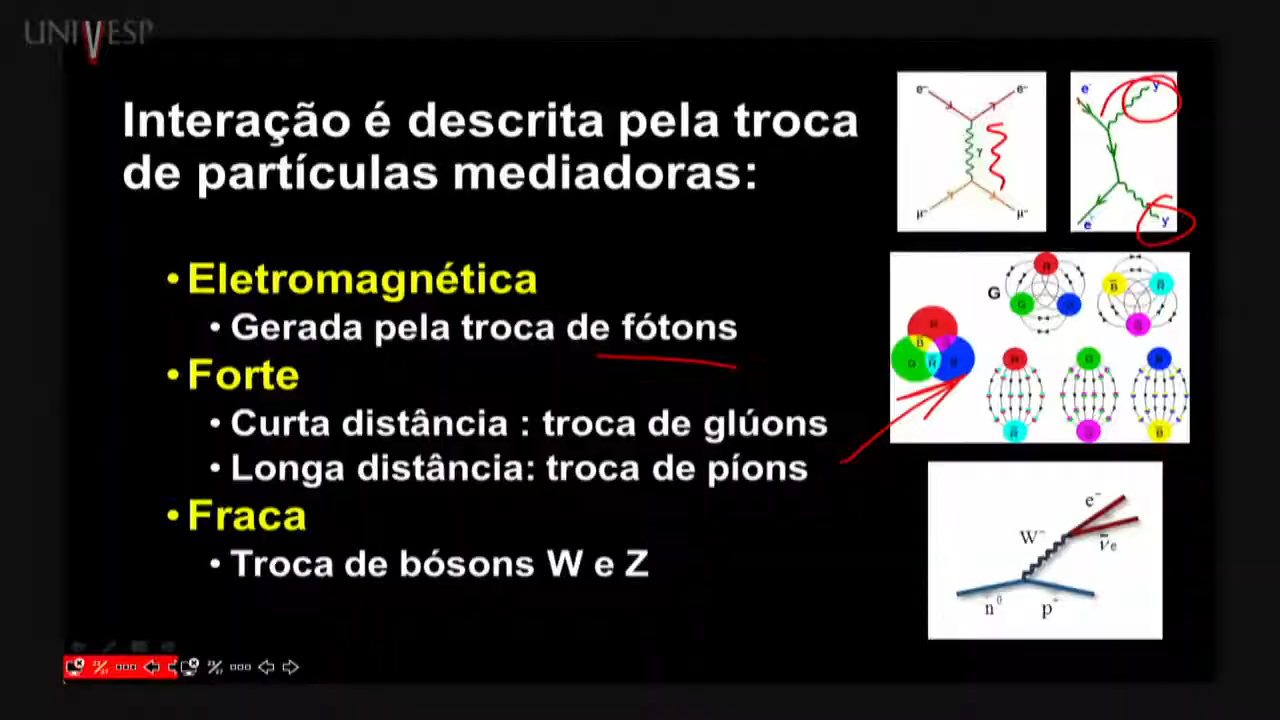 UNIVESP
Interação é descrita pela troca
de partículas mediadoras:
•Eletromagnética
• Gerada pela troca de fótons
•Forte
• Curta distância : troca de glúons
• Longa distância: troca de píons
•Fraca
• Troca de bósons W e Z
e⁻ e⁻
γ
μ⁻ μ⁻
e⁻ y
e⁺ y
G
R
G B
B̅ R̅
G̅
R G B
R̅ G̅ B̅
e⁻
W⁻
ν̅e
n⁰ p⁺